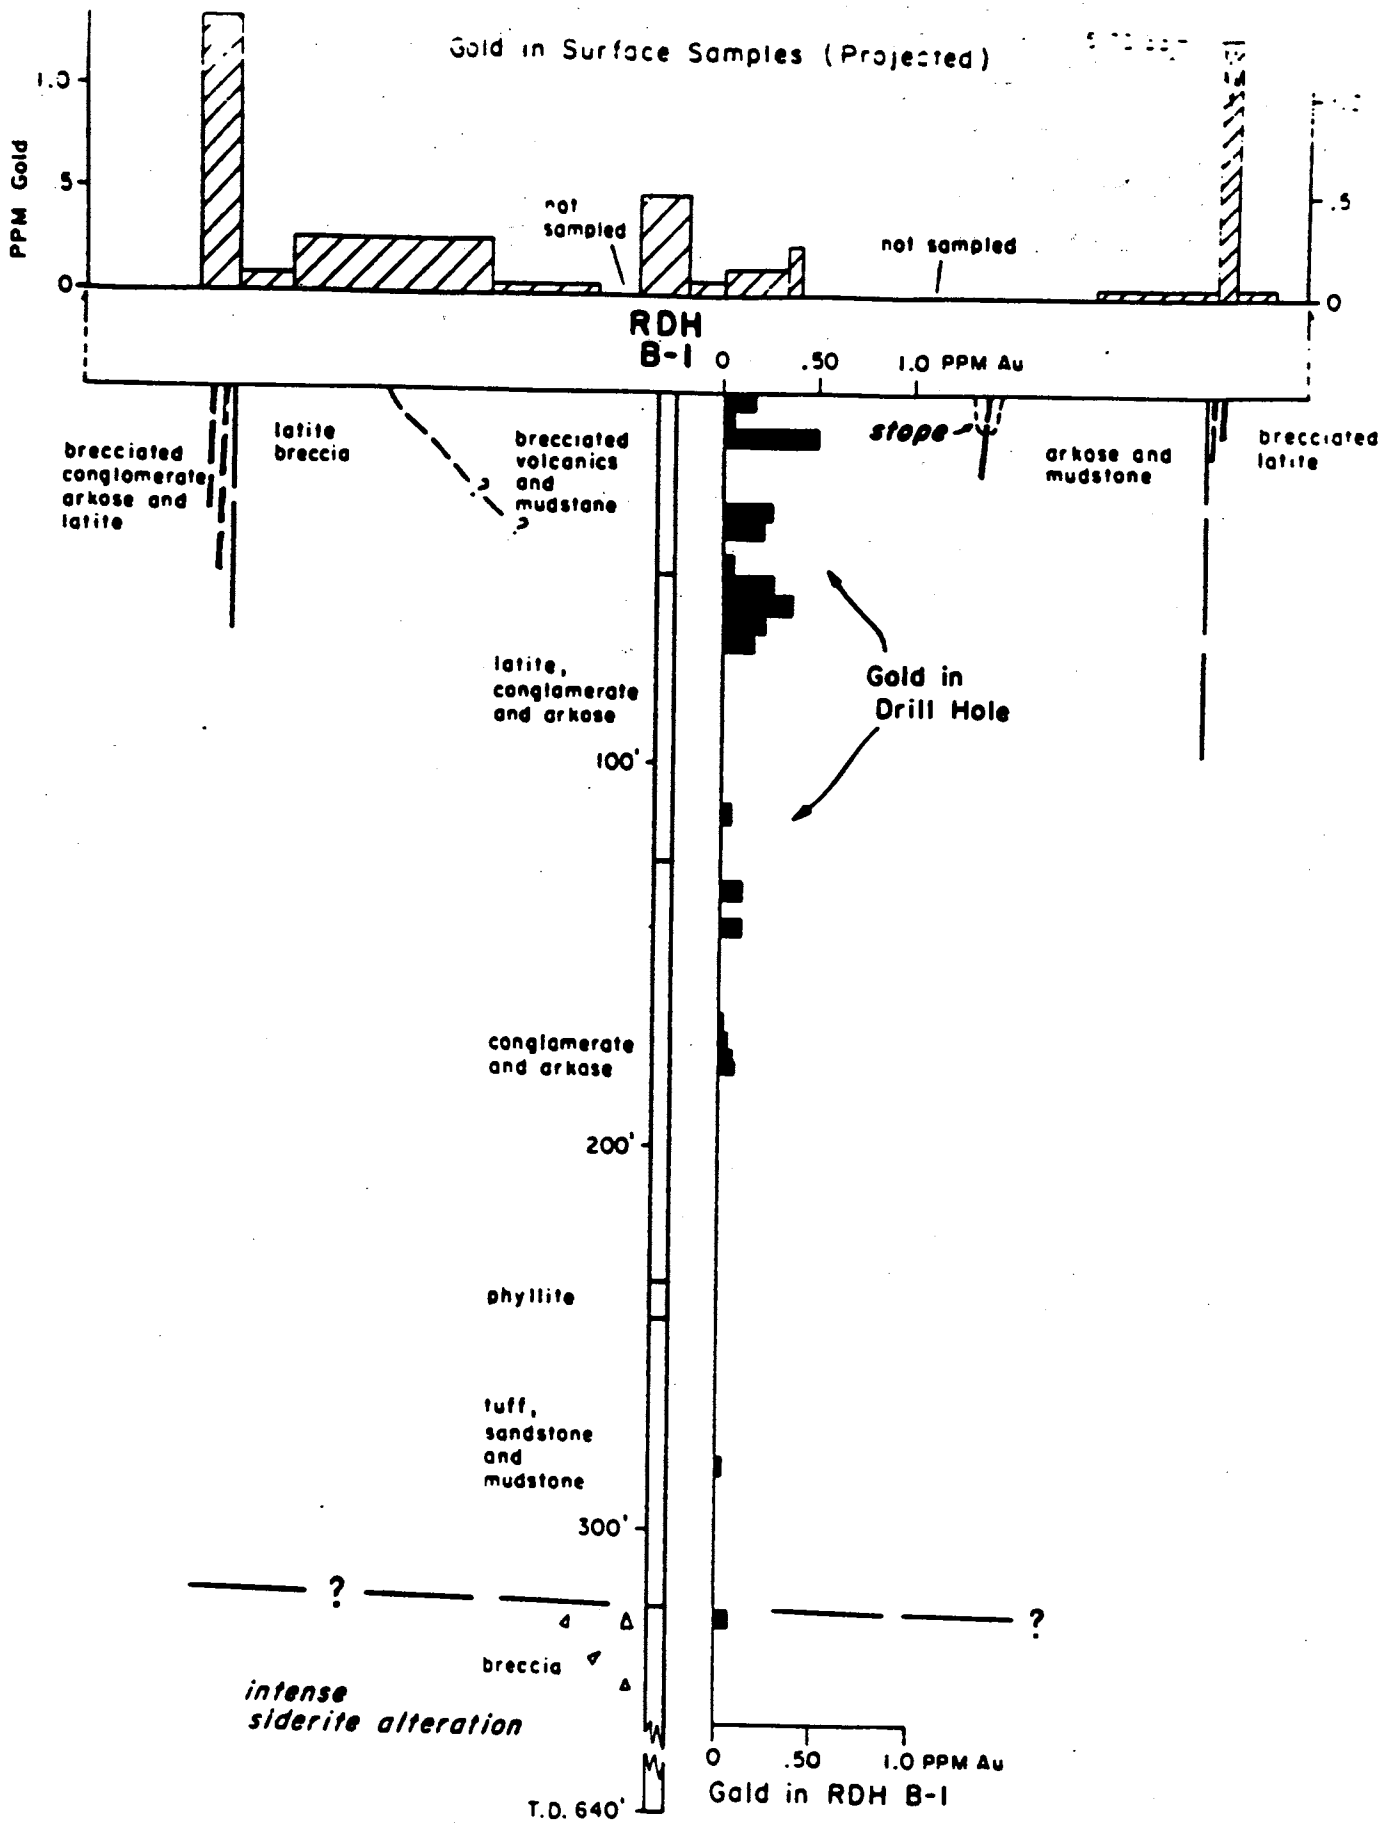 Gold in Surface Samples (Projected)
1.0
.5
0
PPM Gold
not
sampled
not sampled
.5
0
RDH
B-1
0 .50 1.0 PPM Au
brecciated
conglomerate
arkose and
latite
latite
breccia
?
?
brecciated
volcanics
and
mudstone
stope
arkose and
mudstone
brecciated
latite
latite,
conglomerate
and arkose
Gold in
Drill Hole
100'
conglomerate
and arkose
200'
phyllite
tuff,
sandstone
and
mudstone
300'
?
?
breccia
intense
siderite alteration
0 .50 1.0 PPM Au
Gold in RDH B-1
T.D. 640'